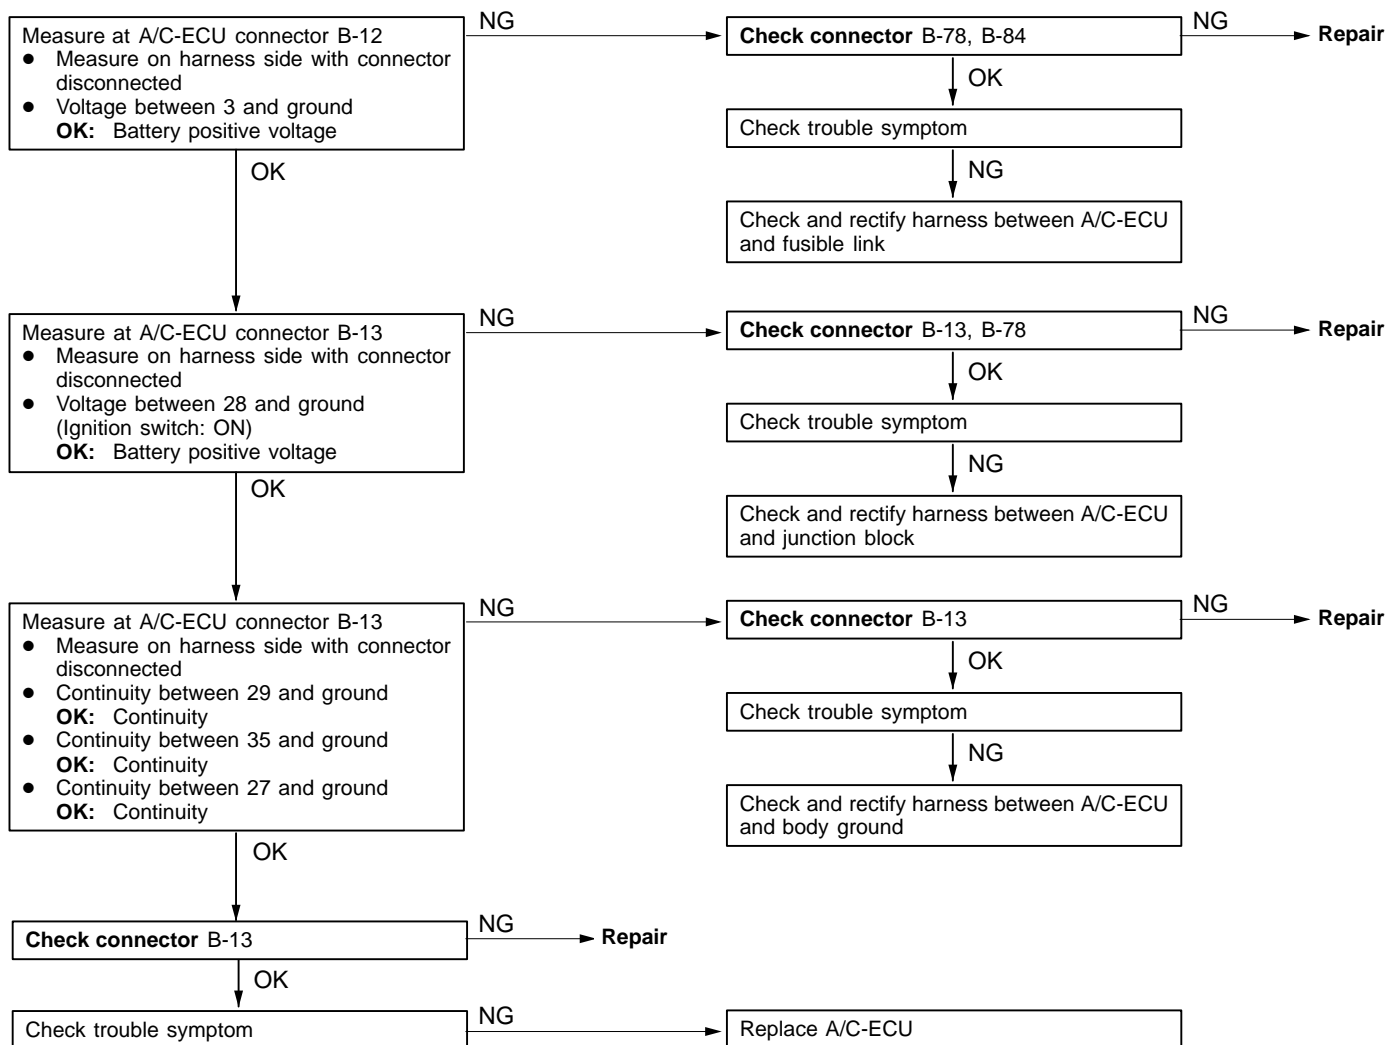 Measure at A/C-ECU connector B-12
● Measure on harness side with connector
disconnected
● Voltage between 3 and ground
OK: Battery positive voltage
NG
Check connector B-78, B-84
NG
Repair
OK
Check trouble symptom
NG
Check and rectify harness between A/C-ECU
and fusible link
OK
Measure at A/C-ECU connector B-13
● Measure on harness side with connector
disconnected
● Voltage between 28 and ground
(Ignition switch: ON)
OK: Battery positive voltage
NG
Check connector B-13, B-78
NG
Repair
OK
Check trouble symptom
NG
Check and rectify harness between A/C-ECU
and junction block
OK
Measure at A/C-ECU connector B-13
● Measure on harness side with connector
disconnected
● Continuity between 29 and ground
OK: Continuity
● Continuity between 35 and ground
OK: Continuity
● Continuity between 27 and ground
OK: Continuity
NG
Check connector B-13
NG
Repair
OK
Check trouble symptom
NG
Check and rectify harness between A/C-ECU
and body ground
OK
Check connector B-13
NG
Repair
OK
Check trouble symptom
NG
Replace A/C-ECU